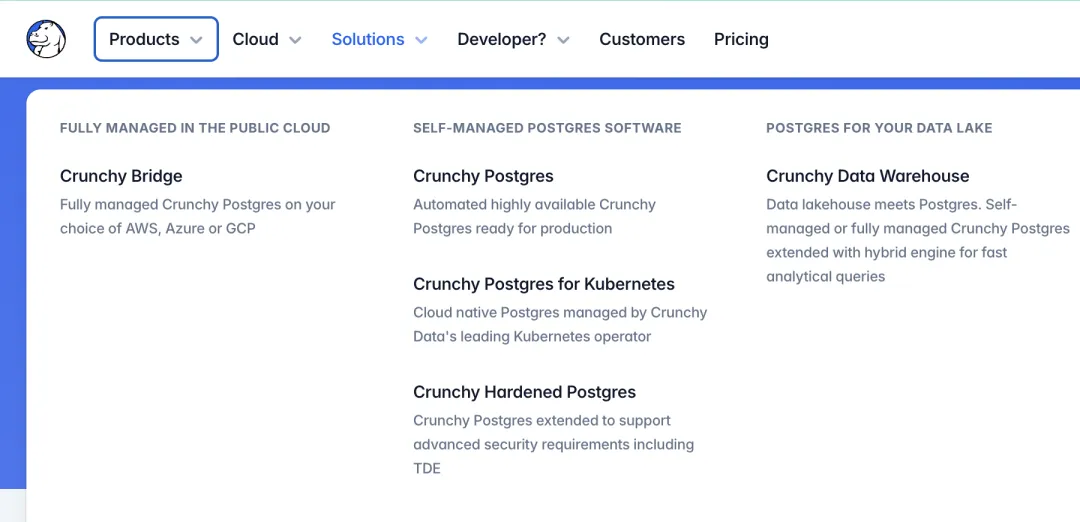 Products Cloud Solutions Developer? Customers Pricing
FULLY MANAGED IN THE PUBLIC CLOUD
Crunchy Bridge
Fully managed Crunchy Postgres on your
choice of AWS, Azure or GCP
SELF-MANAGED POSTGRES SOFTWARE
Crunchy Postgres
Automated highly available Crunchy
Postgres ready for production
Crunchy Postgres for Kubernetes
Cloud native Postgres managed by Crunchy
Data's leading Kubernetes operator
Crunchy Hardened Postgres
Crunchy Postgres extended to support
advanced security requirements including
TDE
POSTGRES FOR YOUR DATA LAKE
Crunchy Data Warehouse
Data lakehouse meets Postgres. Self-
managed or fully managed Crunchy Postgres
extended with hybrid engine for fast
analytical queries